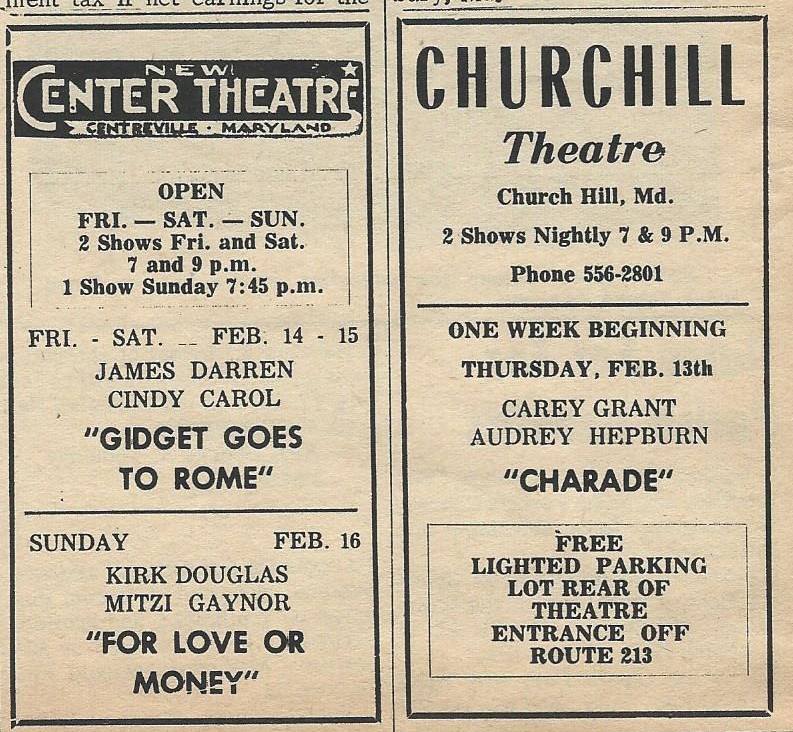 NEW
CENTER THEATRE
CENTREVILLE · MARYLAND
OPEN
FRI. — SAT. — SUN.
2 Shows Fri. and Sat.
7 and 9 p.m.
1 Show Sunday 7:45 p.m.
FRI. - SAT. -- FEB. 14 - 15
JAMES DARREN
CINDY CAROL
"GIDGET GOES
TO ROME"
SUNDAY FEB. 16
KIRK DOUGLAS
MITZI GAYNOR
"FOR LOVE OR
MONEY"
CHURCHILL
Theatre
Church Hill, Md.
2 Shows Nightly 7 & 9 P.M.
Phone 556-2801
ONE WEEK BEGINNING
THURSDAY, FEB. 13th
CAREY GRANT
AUDREY HEPBURN
"CHARADE"
FREE
LIGHTED PARKING
LOT REAR OF
THEATRE
ENTRANCE OFF
ROUTE 213